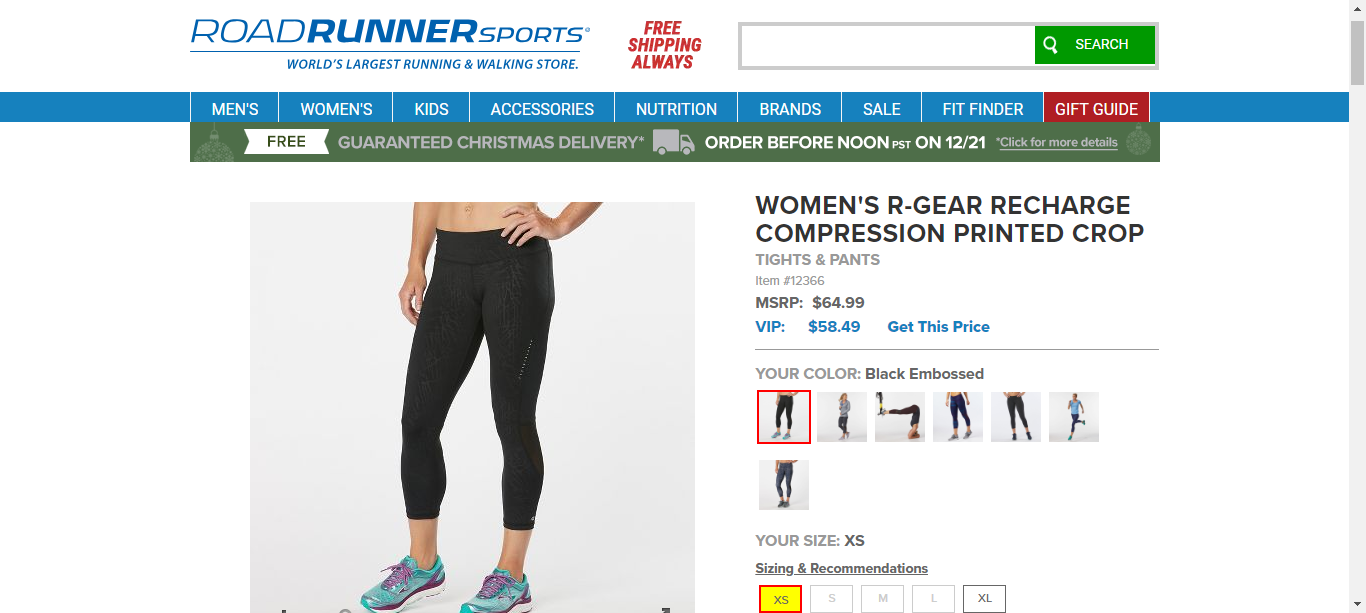 ROADRUNNERSPORTS®
WORLD'S LARGEST RUNNING & WALKING STORE.
FREE
SHIPPING
ALWAYS
SEARCH
MEN'S WOMEN'S KIDS ACCESSORIES NUTRITION BRANDS SALE FIT FINDER GIFT GUIDE
FREE GUARANTEED CHRISTMAS DELIVERY* ORDER BEFORE NOON PST ON 12/21 *Click for more details
WOMEN'S R-GEAR RECHARGE
COMPRESSION PRINTED CROP
TIGHTS & PANTS
Item #12366
MSRP: $64.99
VIP: $58.49 Get This Price
YOUR COLOR: Black Embossed
YOUR SIZE: XS
Sizing & Recommendations
XS S M L XL